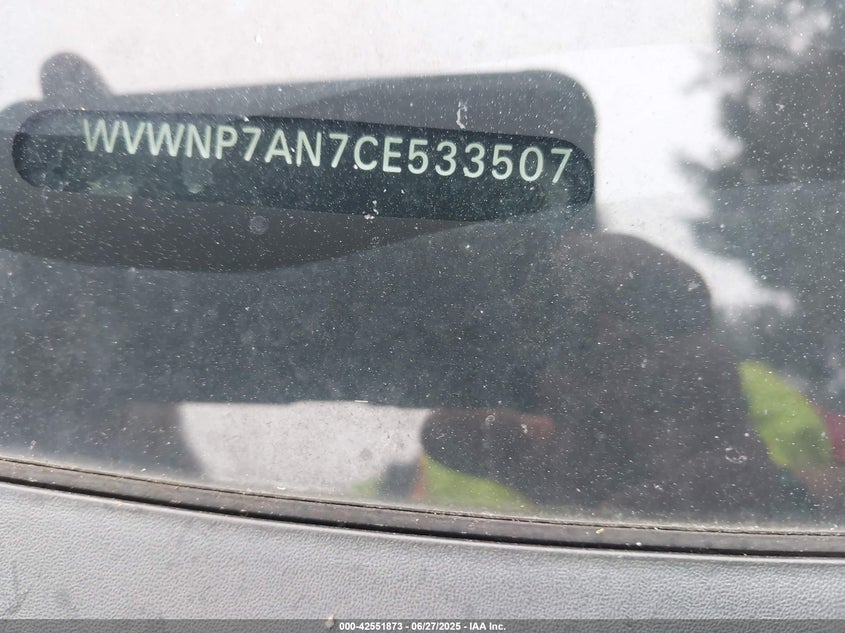 WVWNP7AN7CE533507
000-42551873 — 06/27/2025 — IAA Inc.